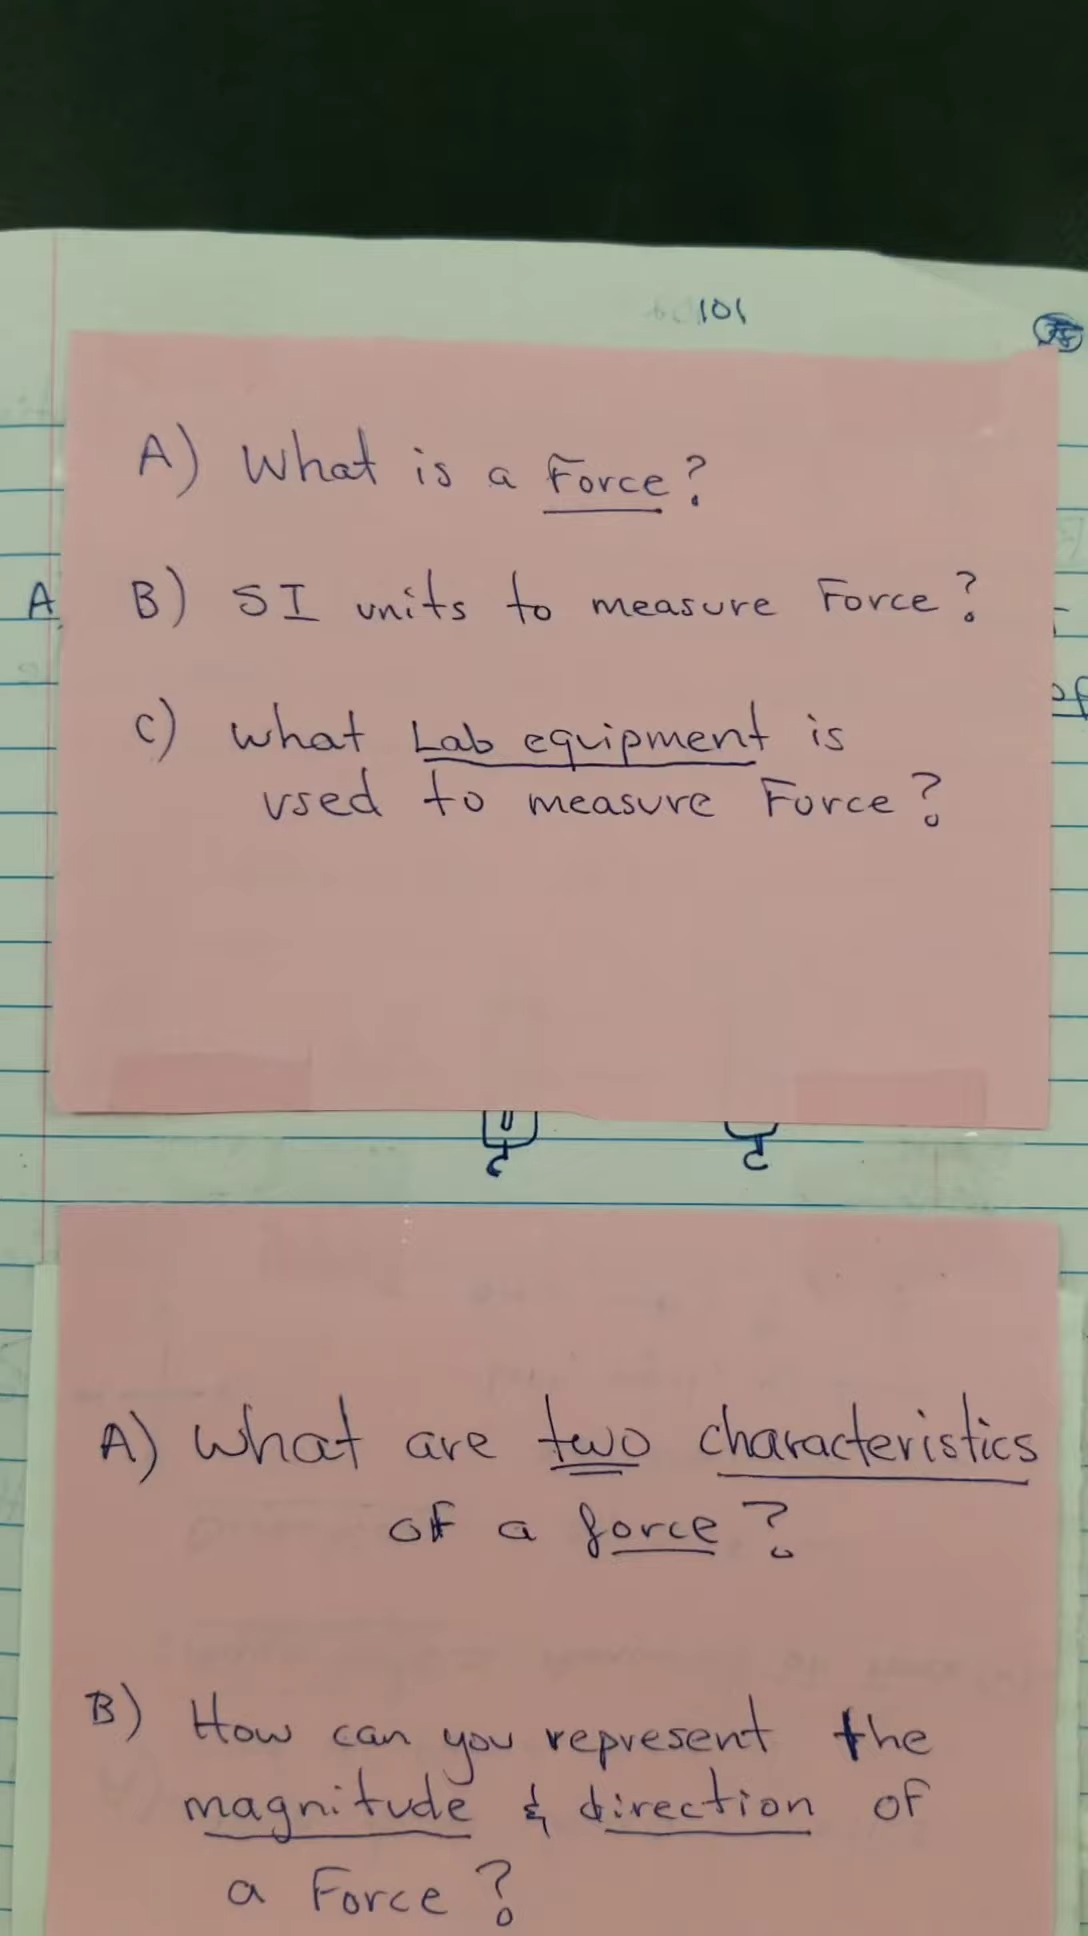 101
A) What is a Force?
A
B) SI units to measure Force?
of
C) What Lab equipment is
used to measure Force?
A) What are two characteristics
of a force?
B) How can you represent the
magnitude & direction of
a Force?